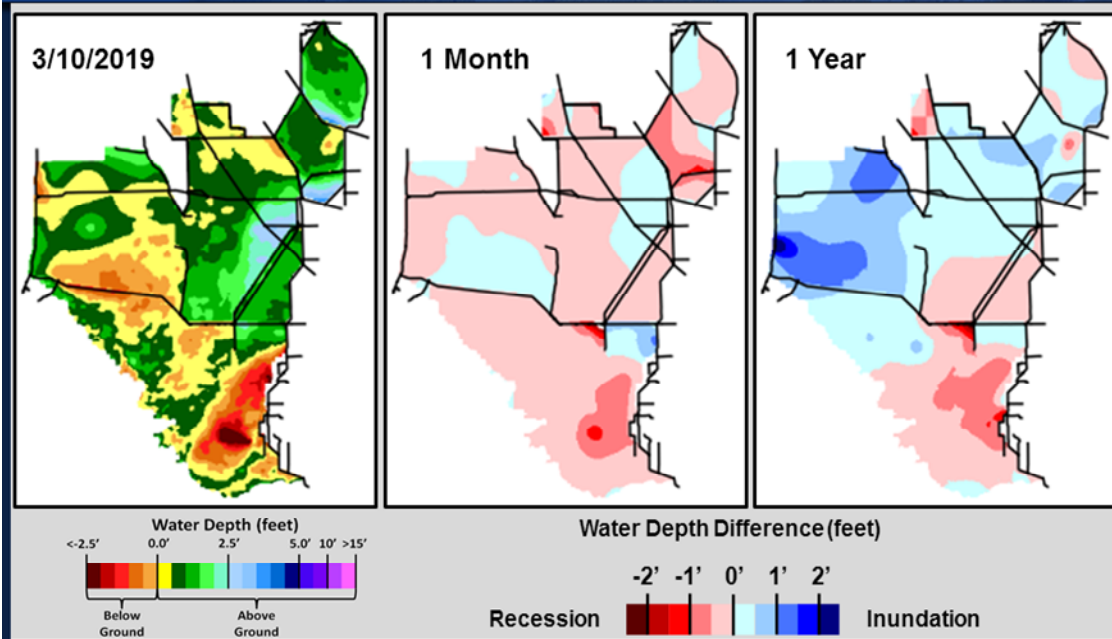 3/10/2019
1 Month
1 Year
Water Depth (feet)
<-2.5' 0.0' 2.5' 5.0' 10' >15'
Below
Ground
Above
Ground
Water Depth Difference (feet)
-2' -1' 0' 1' 2'
Recession Inundation